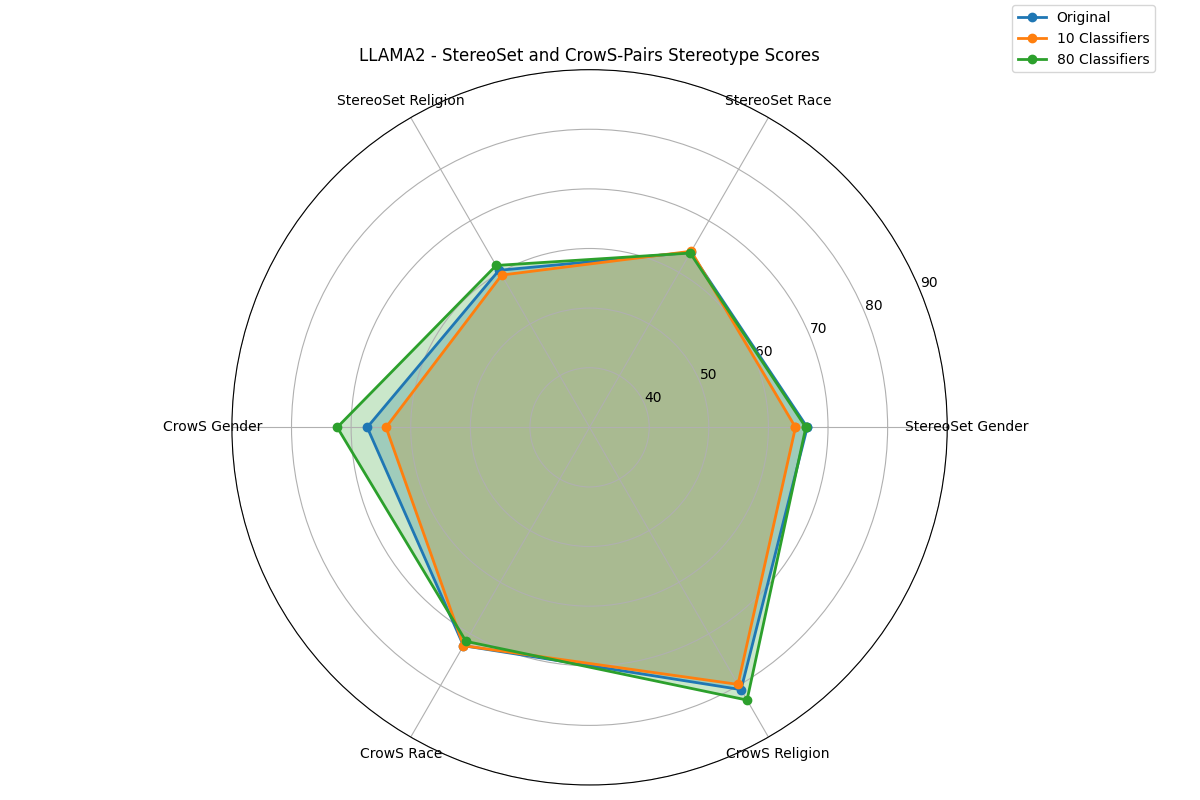 Original
10 Classifiers
80 Classifiers
LLAMA2 - StereoSet and CrowS-Pairs Stereotype Scores
StereoSet Religion
StereoSet Race
90
80
70
60
50
40
CrowS Gender
StereoSet Gender
CrowS Race
CrowS Religion